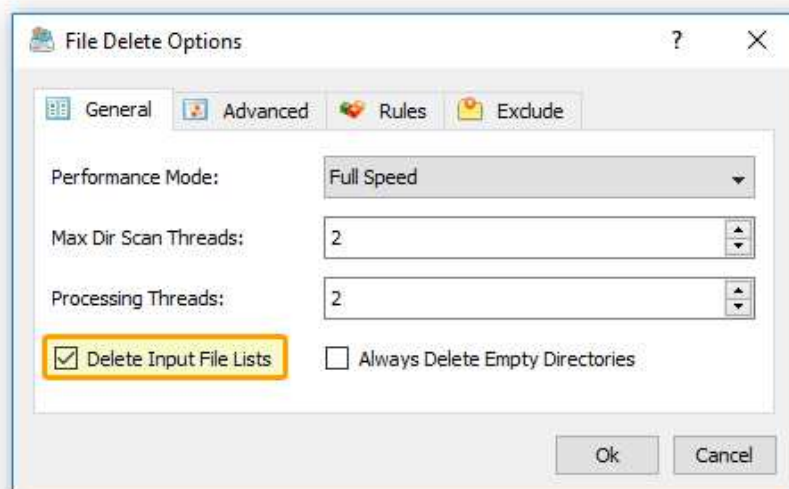 File Delete Options ?
General Advanced Rules Exclude
Performance Mode: Full Speed
Max Dir Scan Threads: 2
Processing Threads: 2
Delete Input File Lists Always Delete Empty Directories
Ok Cancel